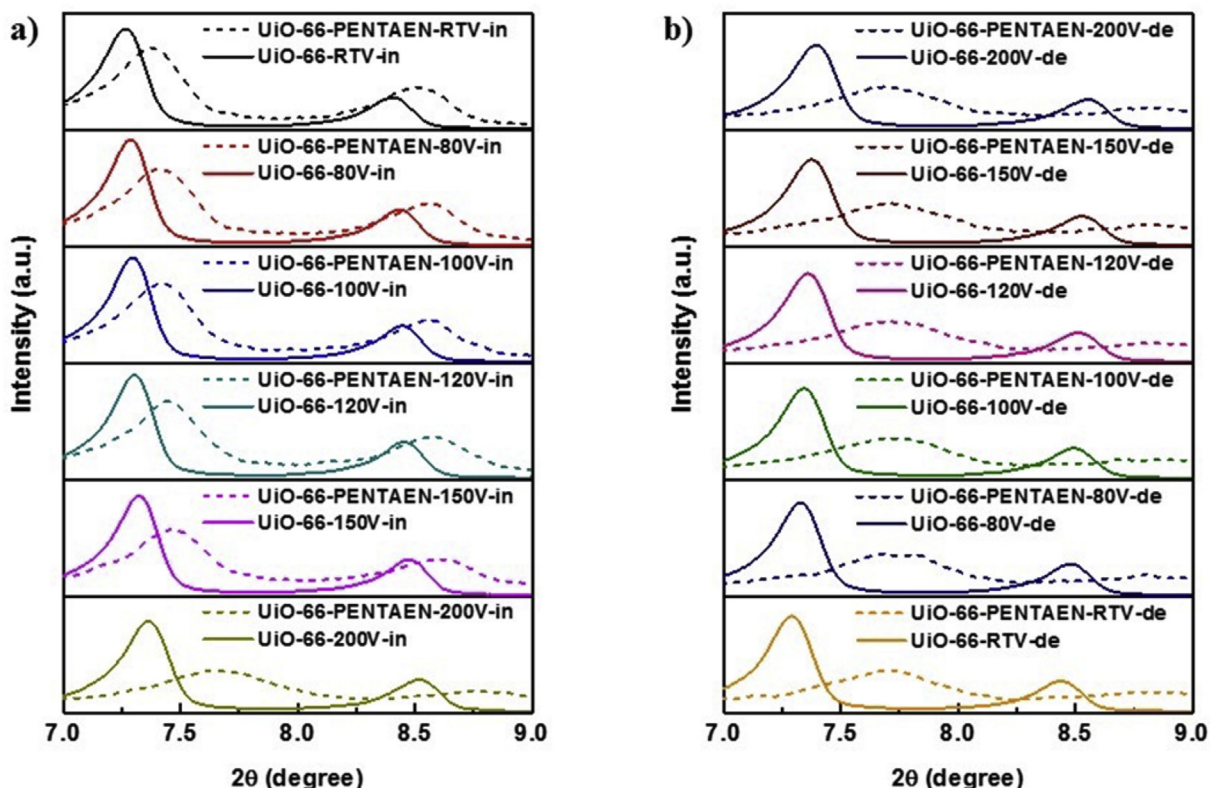 a)
UiO-66-PENTAEN-RTV-in
UiO-66-RTV-in
UiO-66-PENTAEN-80V-in
UiO-66-80V-in
UiO-66-PENTAEN-100V-in
UiO-66-100V-in
UiO-66-PENTAEN-120V-in
UiO-66-120V-in
UiO-66-PENTAEN-150V-in
UiO-66-150V-in
UiO-66-PENTAEN-200V-in
UiO-66-200V-in
Intensity (a.u.)
7.0 7.5 8.0 8.5 9.0
2θ (degree)
b)
UiO-66-PENTAEN-200V-de
UiO-66-200V-de
UiO-66-PENTAEN-150V-de
UiO-66-150V-de
UiO-66-PENTAEN-120V-de
UiO-66-120V-de
UiO-66-PENTAEN-100V-de
UiO-66-100V-de
UiO-66-PENTAEN-80V-de
UiO-66-80V-de
UiO-66-PENTAEN-RTV-de
UiO-66-RTV-de
Intensity (a.u.)
7.0 7.5 8.0 8.5 9.0
2θ (degree)